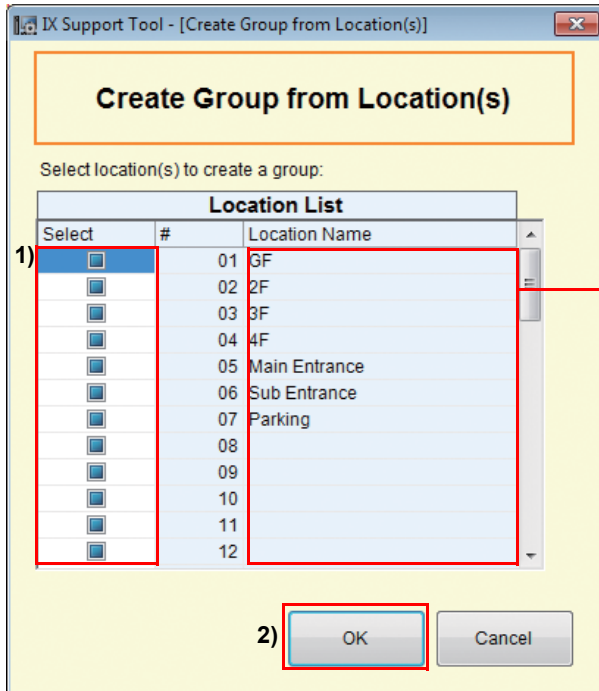 IX Support Tool - [Create Group from Location(s)]
Create Group from Location(s)
Select location(s) to create a group:
Location List
Select # Location Name
1) 01 GF
02 2F
03 3F
04 4F
05 Main Entrance
06 Sub Entrance
07 Parking
08
09
10
11
12
2) OK Cancel